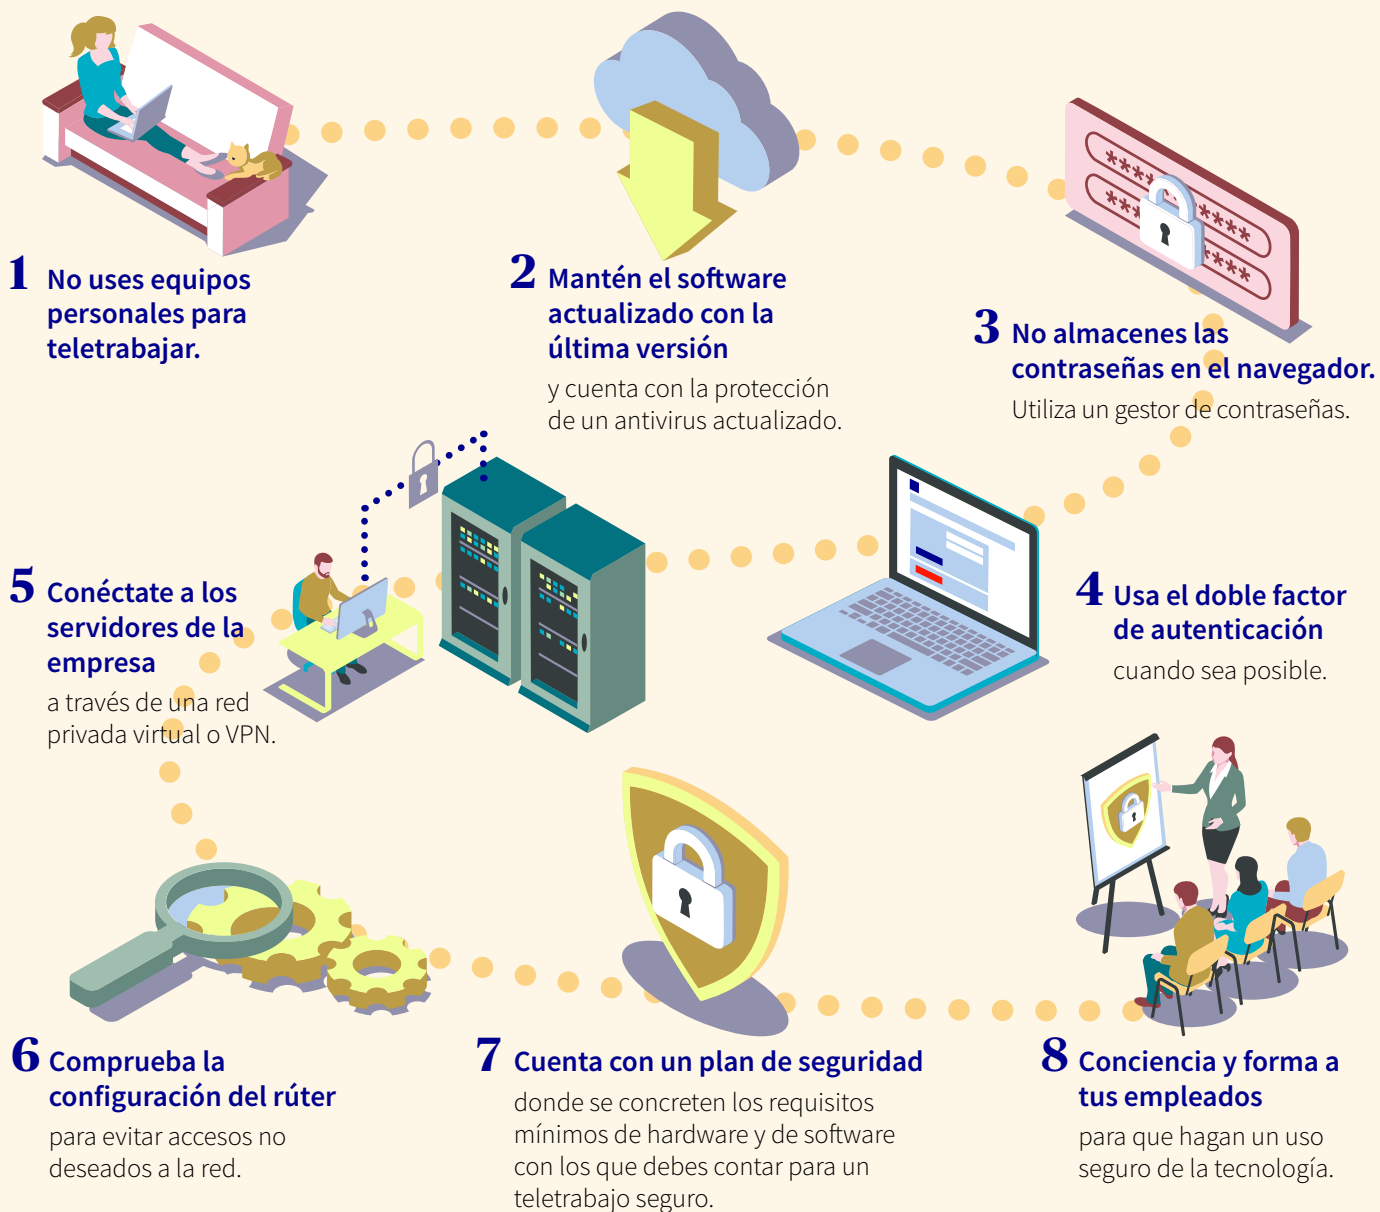 1 No uses equipos
personales para
teletrabajar.
2 Mantén el software
actualizado con la
última versión
y cuenta con la protección
de un antivirus actualizado.
3 No almacenes las
contraseñas en el navegador.
Utiliza un gestor de contraseñas.
4 Usa el doble factor
de autenticación
cuando sea posible.
5 Conéctate a los
servidores de la
empresa
a través de una red
privada virtual o VPN.
6 Comprueba la
configuración del rúter
para evitar accesos no
deseados a la red.
7 Cuenta con un plan de seguridad
donde se concreten los requisitos
mínimos de hardware y de software
con los que debes contar para un
teletrabajo seguro.
8 Conciencia y forma a
tus empleados
para que hagan un uso
seguro de la tecnología.